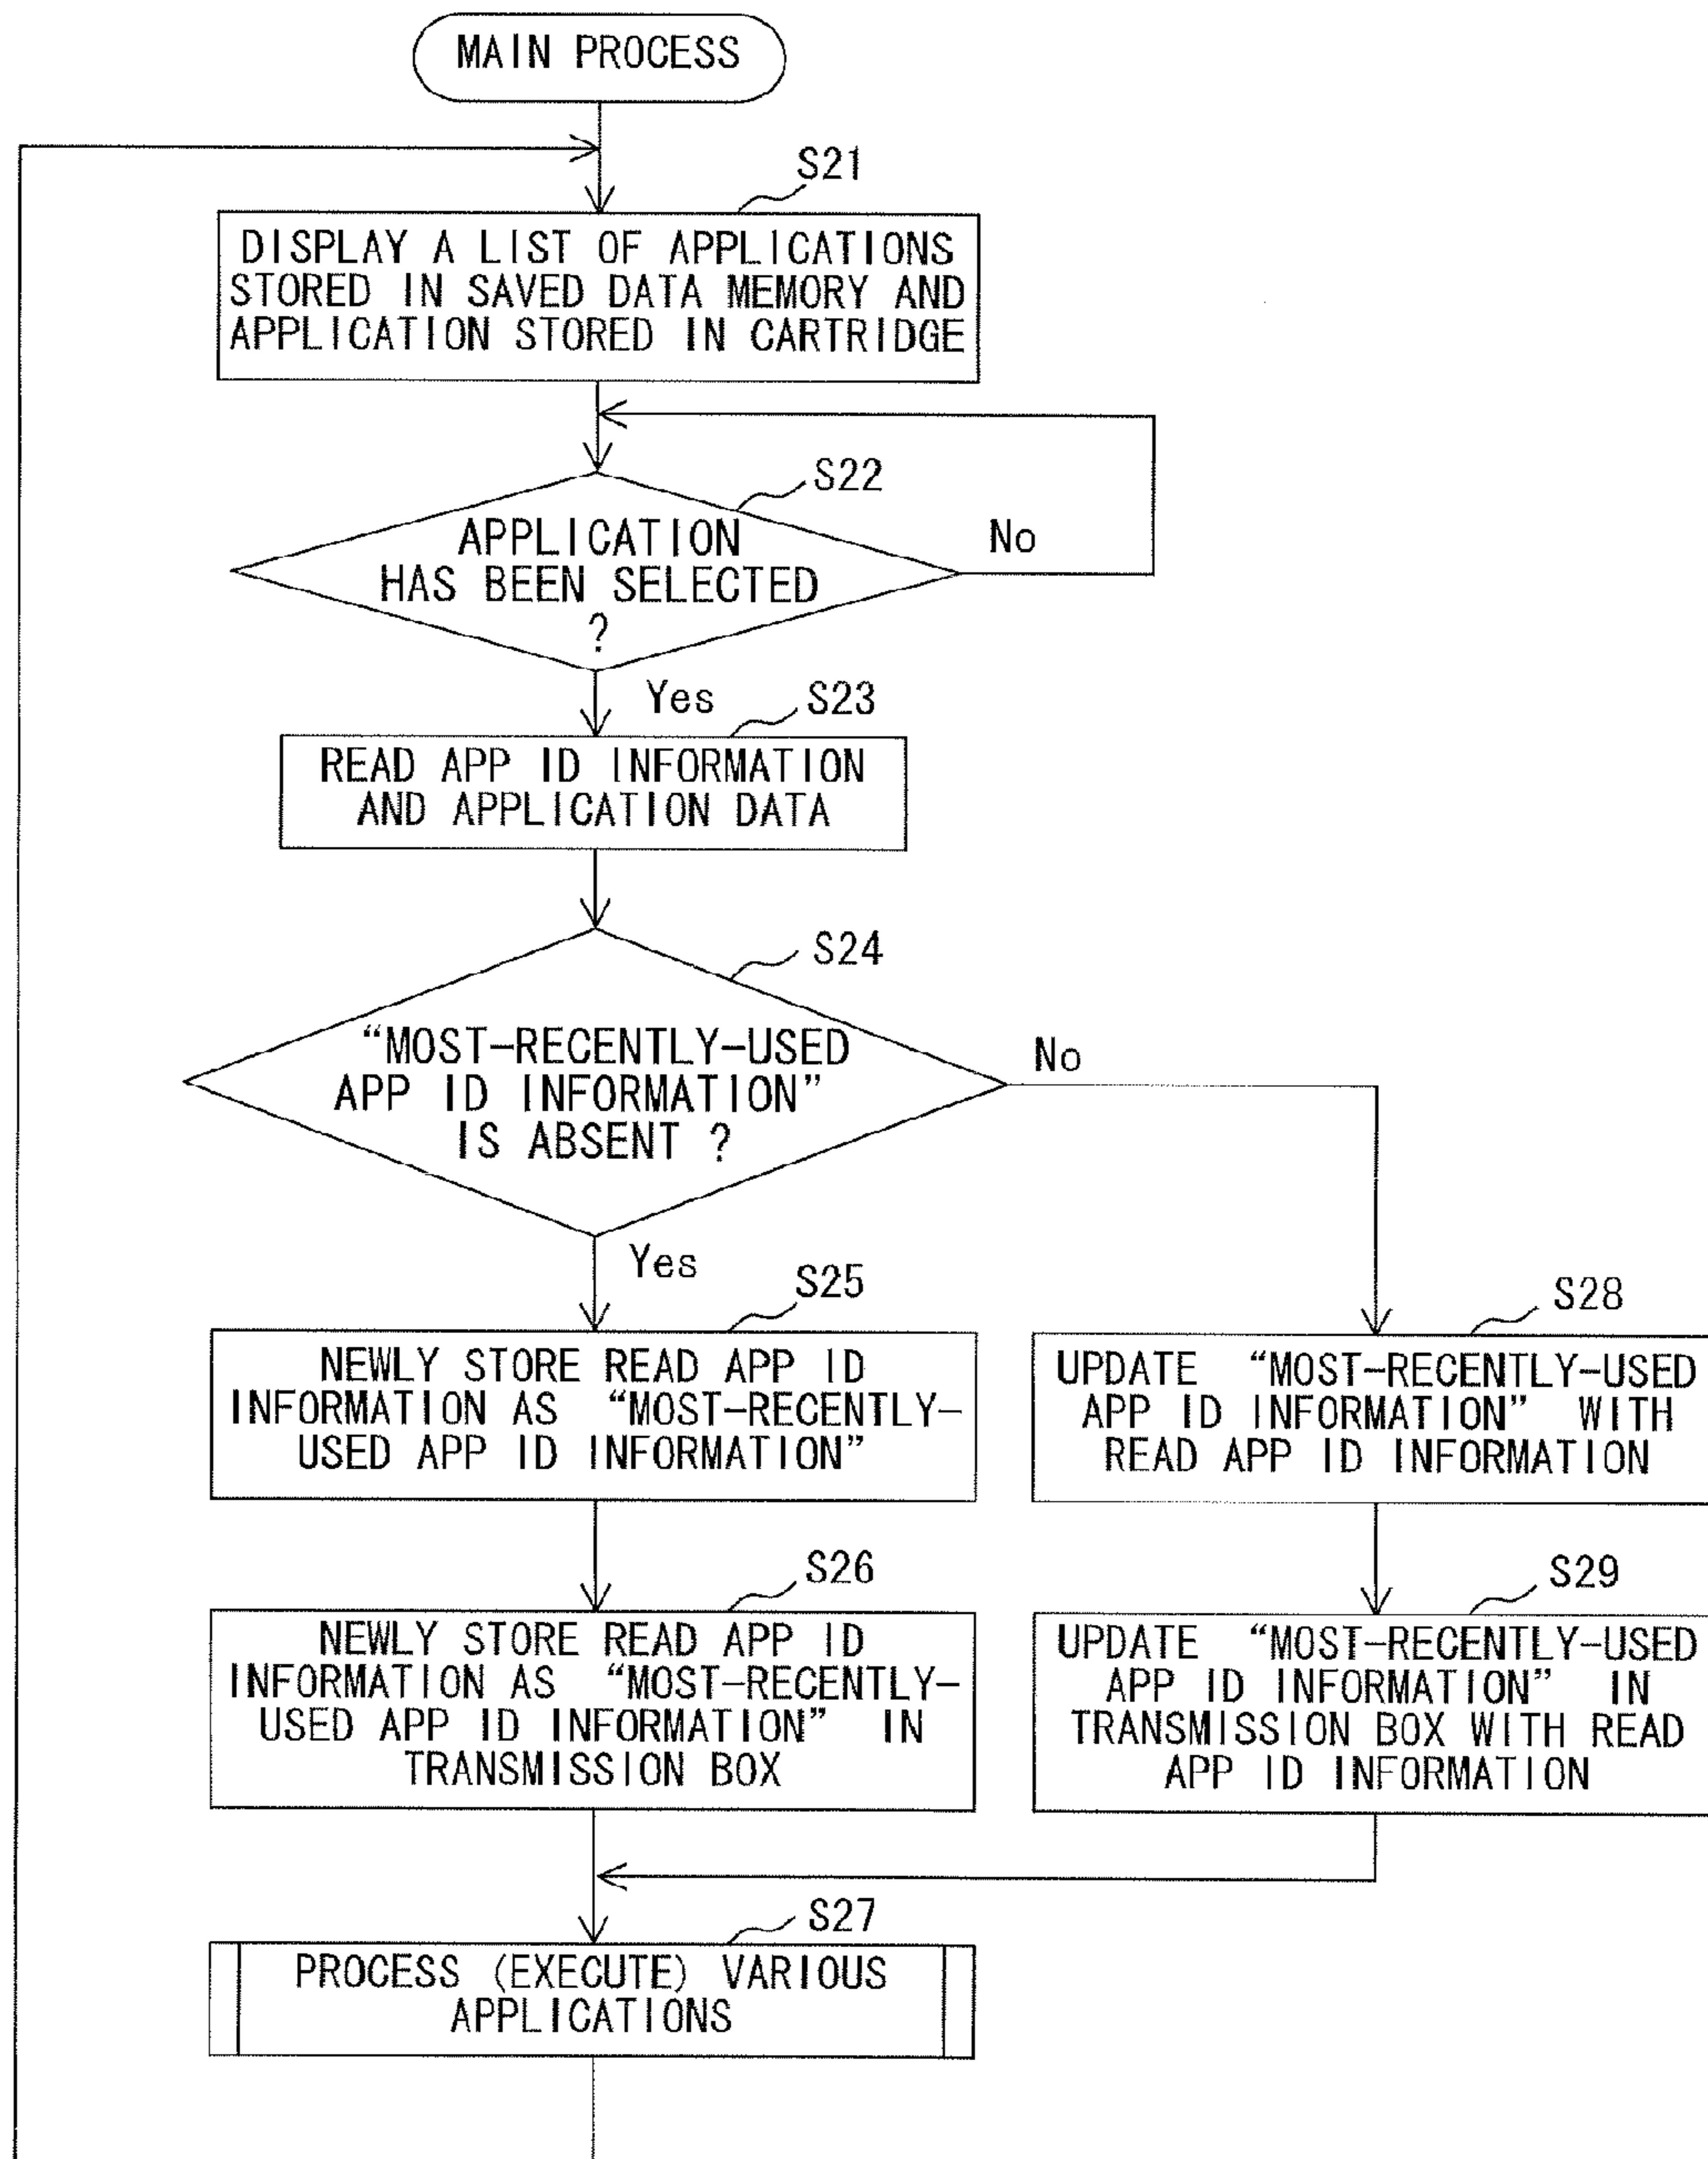 MAIN PROCESS
S21
DISPLAY A LIST OF APPLICATIONS
STORED IN SAVED DATA MEMORY AND
APPLICATION STORED IN CARTRIDGE
S22
APPLICATION
HAS BEEN SELECTED
?
No
Yes
S23
READ APP ID INFORMATION
AND APPLICATION DATA
S24
“MOST-RECENTLY-USED
APP ID INFORMATION”
IS ABSENT ?
No
Yes
S25
NEWLY STORE READ APP ID
INFORMATION AS “MOST-RECENTLY-
USED APP ID INFORMATION”
S28
UPDATE “MOST-RECENTLY-USED
APP ID INFORMATION” WITH
READ APP ID INFORMATION
S26
NEWLY STORE READ APP ID
INFORMATION AS “MOST-RECENTLY-
USED APP ID INFORMATION” IN
TRANSMISSION BOX
S29
UPDATE “MOST-RECENTLY-USED
APP ID INFORMATION” IN
TRANSMISSION BOX WITH READ
APP ID INFORMATION
S27
PROCESS (EXECUTE) VARIOUS
APPLICATIONS